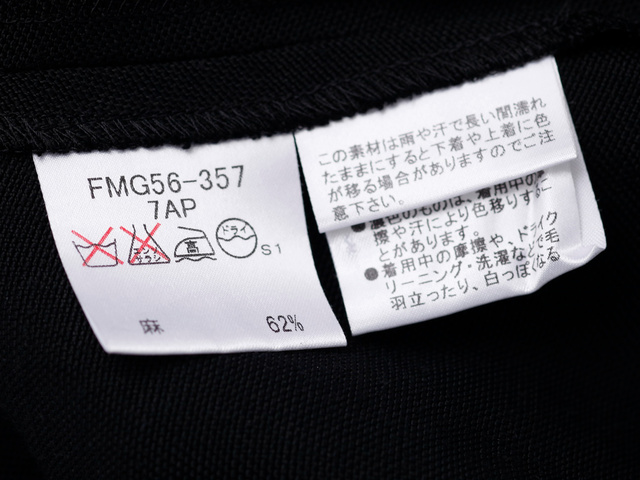 FMG56-357
7AP
エンソ
サラシ
高
ドライ
S1
麻
62%
この素材は雨や汗で長い間濡れ
たままにすると下着や上着に色
が移る場合がありますのでご注
意下さい。
●濃色のものは、着用中の
擦や汗により色移りす
とがあります。
●着用中の摩擦や、ドライク
リーニング・洗濯などで毛
羽立ったり、白っぽくなる